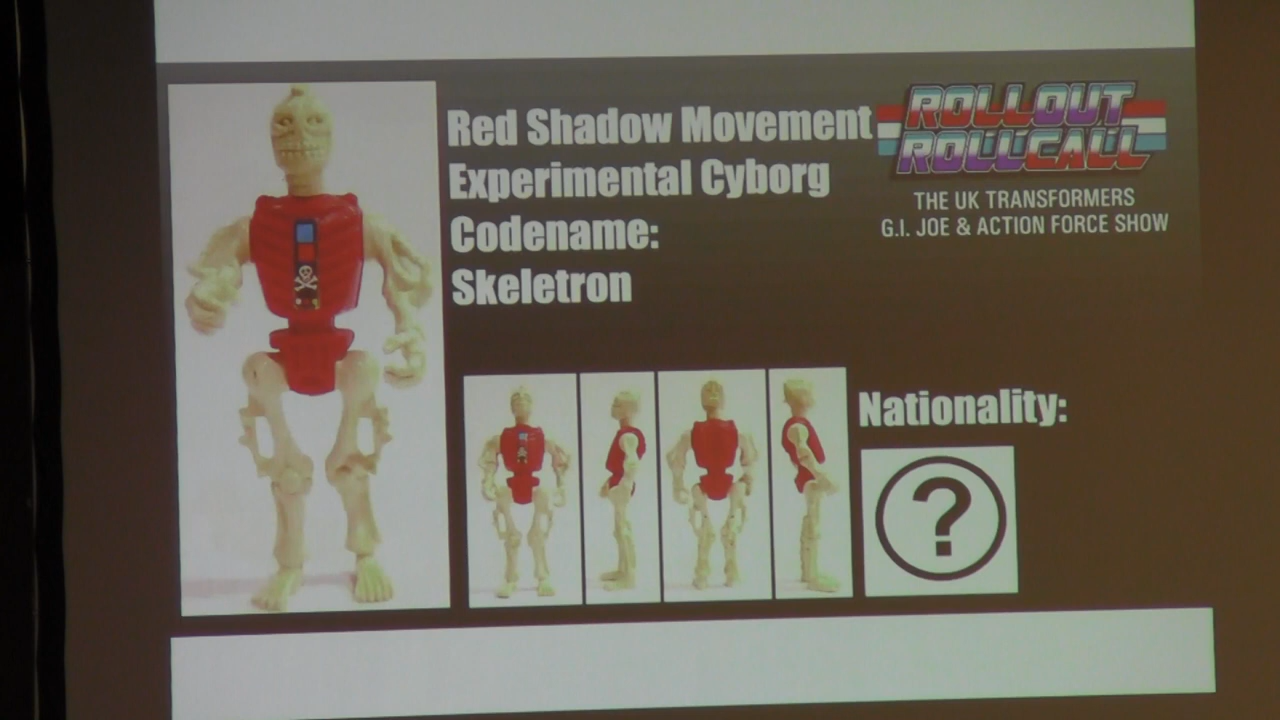 Red Shadow Movement
Experimental Cyborg
Codename:
Skeletron
ROLLOUT
ROLLCALL
THE UK TRANSFORMERS
G.I. JOE & ACTION FORCE SHOW
Nationality:
?